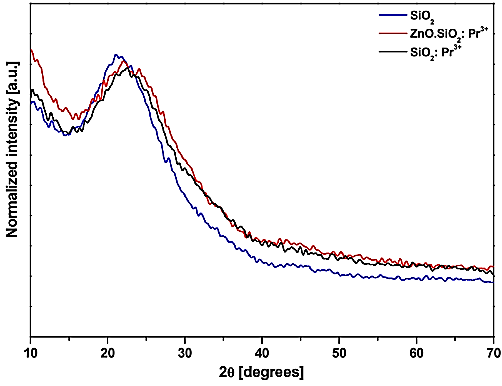 SiO₂
ZnO.SiO₂: Pr³⁺
SiO₂: Pr³⁺
Normalized intensity [a.u.]
10 20 30 40 50 60 70
2θ [degrees]